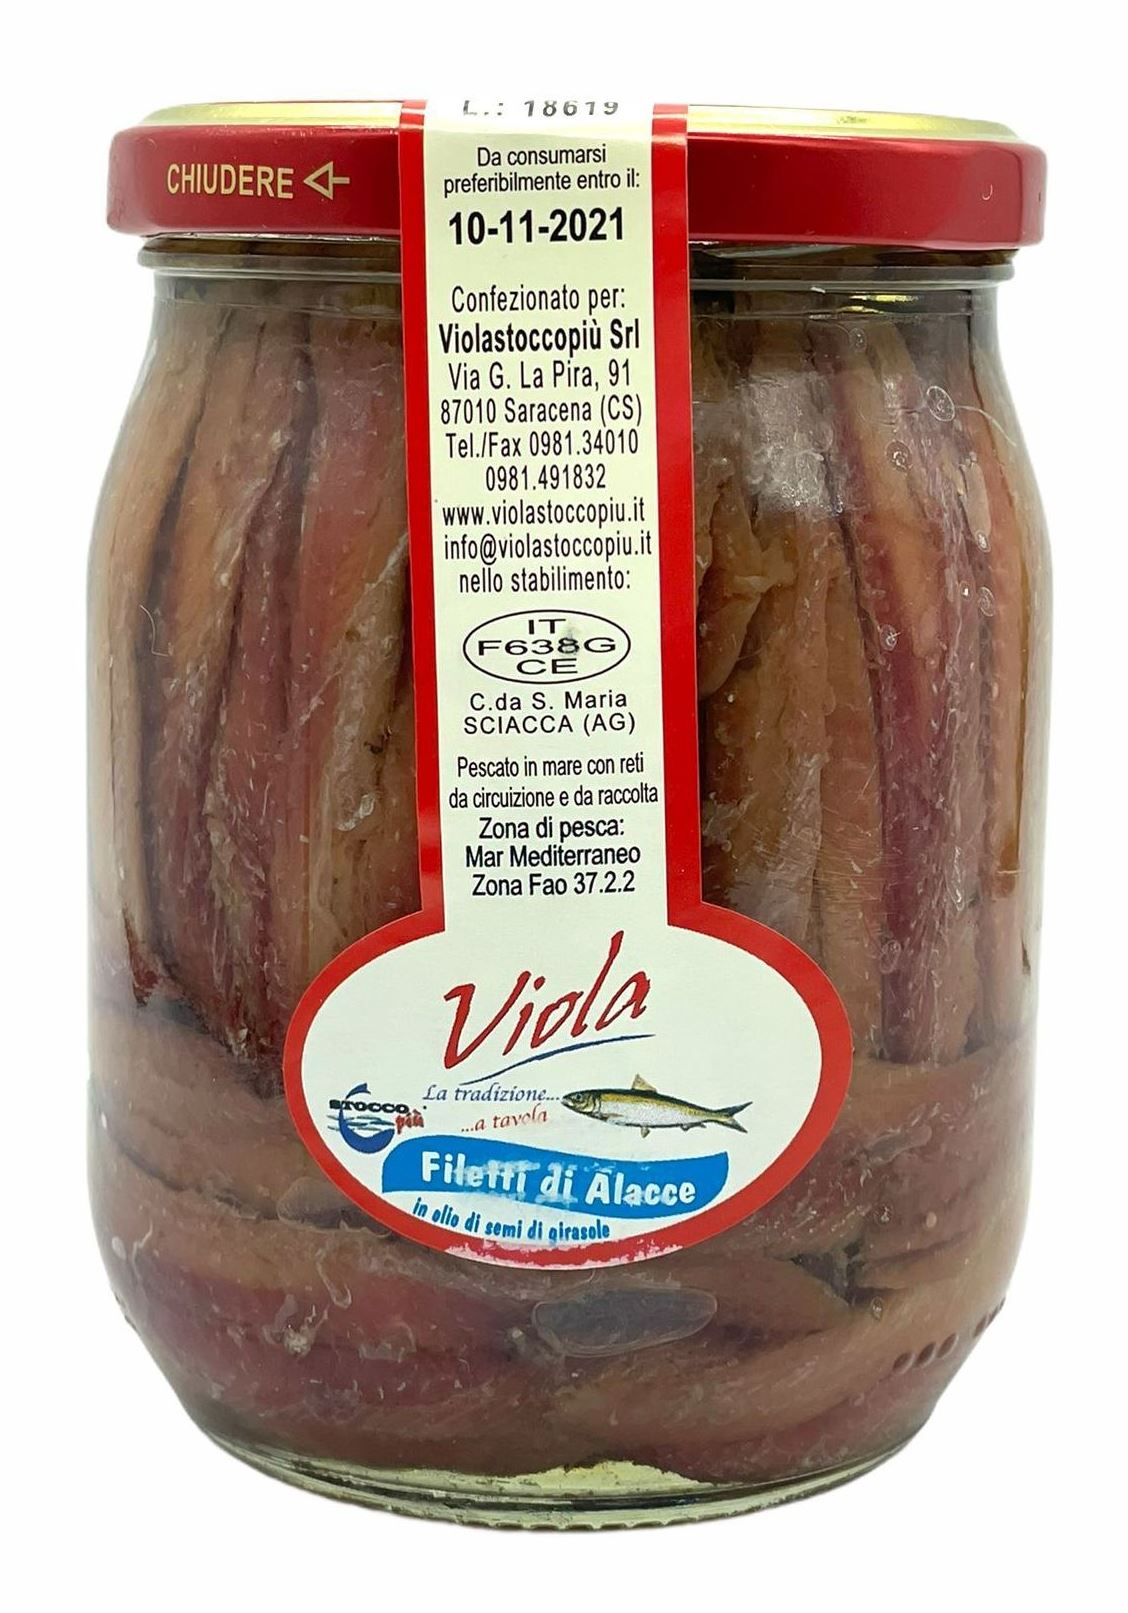 L.: 18619
CHIUDERE
Da consumarsi
preferibilmente entro il:
10-11-2021
Confezionato per:
Violastoccopiù Srl
Via G. La Pira, 91
87010 Saracena (CS)
Tel./Fax 0981.34010
0981.491832
www.violastoccopiu.it
info@violastoccopiu.it
nello stabilimento:
IT
F638G
CE
C.da S. Maria
SCIACCA (AG)
Pescato in mare con reti
da circuizione e da raccolta
Zona di pesca:
Mar Mediterraneo
Zona Fao 37.2.2
Viola
La tradizione...
...a tavola
STOCCO
più
Filetti di Alacce
in olio di semi di girasole